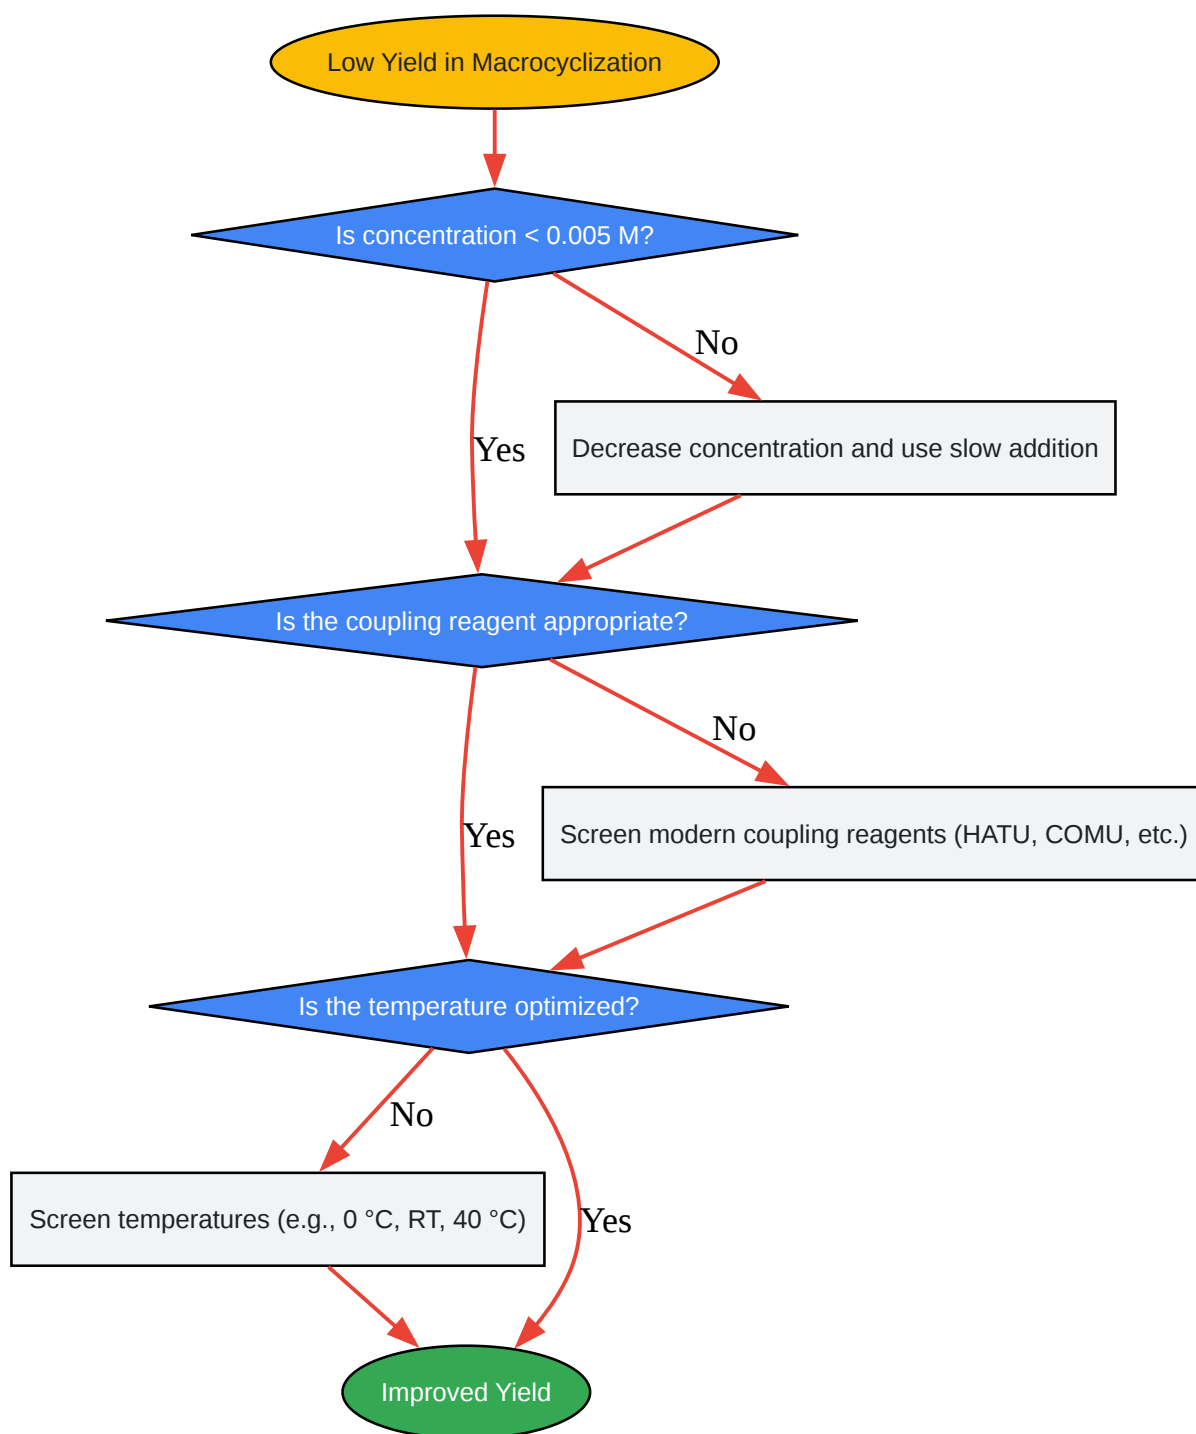 Low Yield in Macrocyclization
Is concentration < 0.005 M?
No
Decrease concentration and use slow addition
Yes
Is the coupling reagent appropriate?
No
Screen modern coupling reagents (HATU, COMU, etc.)
Yes
Is the temperature optimized?
No
Screen temperatures (e.g., 0 °C, RT, 40 °C)
Yes
Improved Yield